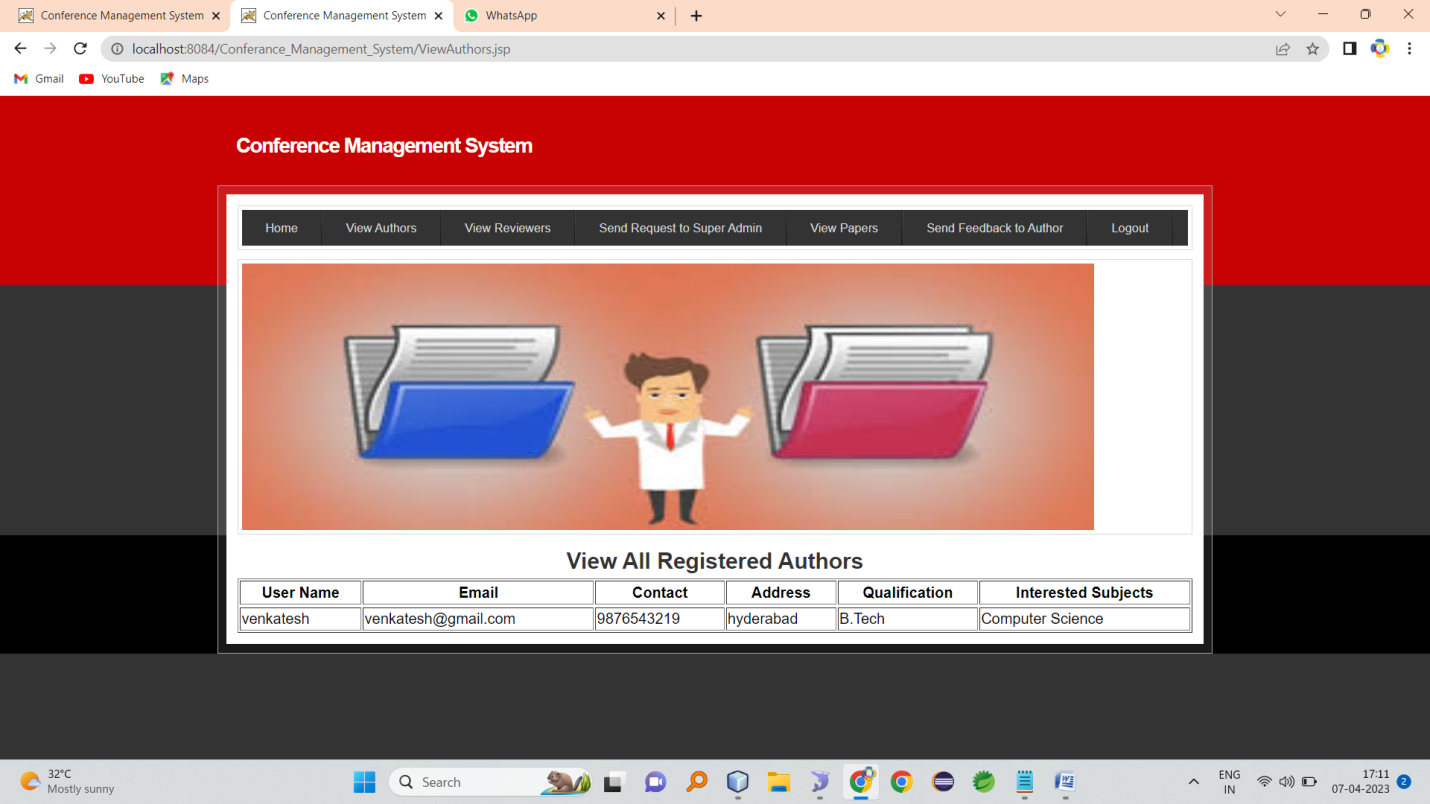 Conference Management System
Conference Management System
WhatsApp
localhost:8084/Conferance_Management_System/ViewAuthors.jsp
Gmail YouTube Maps
Conference Management System
Home View Authors View Reviewers Send Request to Super Admin View Papers Send Feedback to Author Logout
View All Registered Authors
User Name Email Contact Address Qualification Interested Subjects
venkatesh venkatesh@gmail.com 9876543219 hyderabad B.Tech Computer Science
32°C
Mostly sunny
Search
ENG
IN
17:11
07-04-2023
2